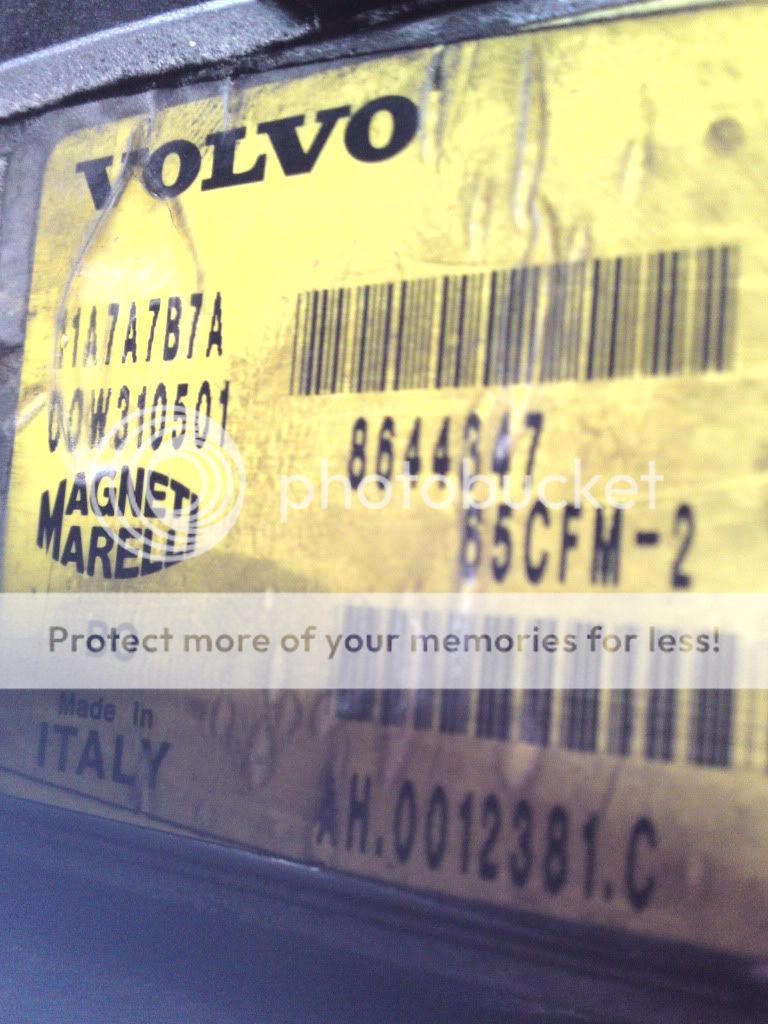 VOLVO
1A7A7B7A
00W310501
8644347
MAGNETI
MARELLI
65CFM-2
photobucket
Protect more of your memories for less!
Made in
ITALY
AH.0012381.C